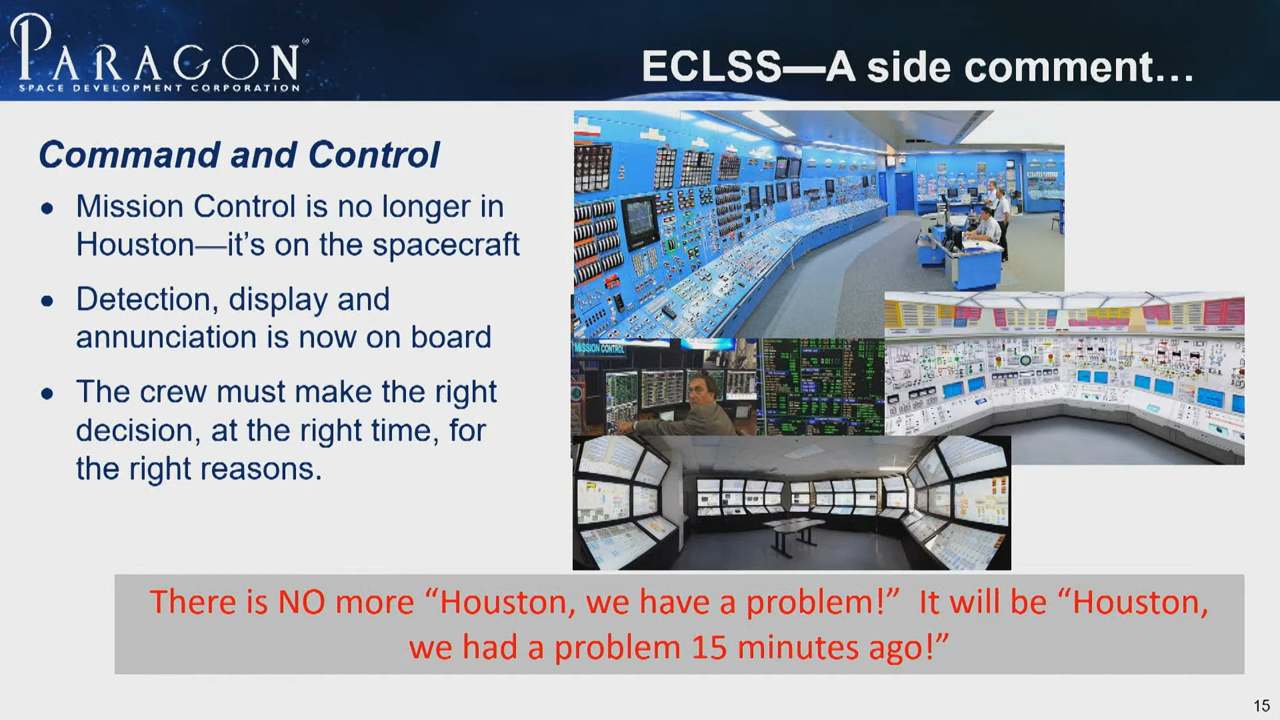 PARAGON®
SPACE DEVELOPMENT CORPORATION
ECLSS—A side comment…
Command and Control
• Mission Control is no longer in
Houston—it’s on the spacecraft
• Detection, display and
annunciation is now on board
• The crew must make the right
decision, at the right time, for
the right reasons.
MISSION CONTROL
There is NO more “Houston, we have a problem!” It will be “Houston,
we had a problem 15 minutes ago!”
15